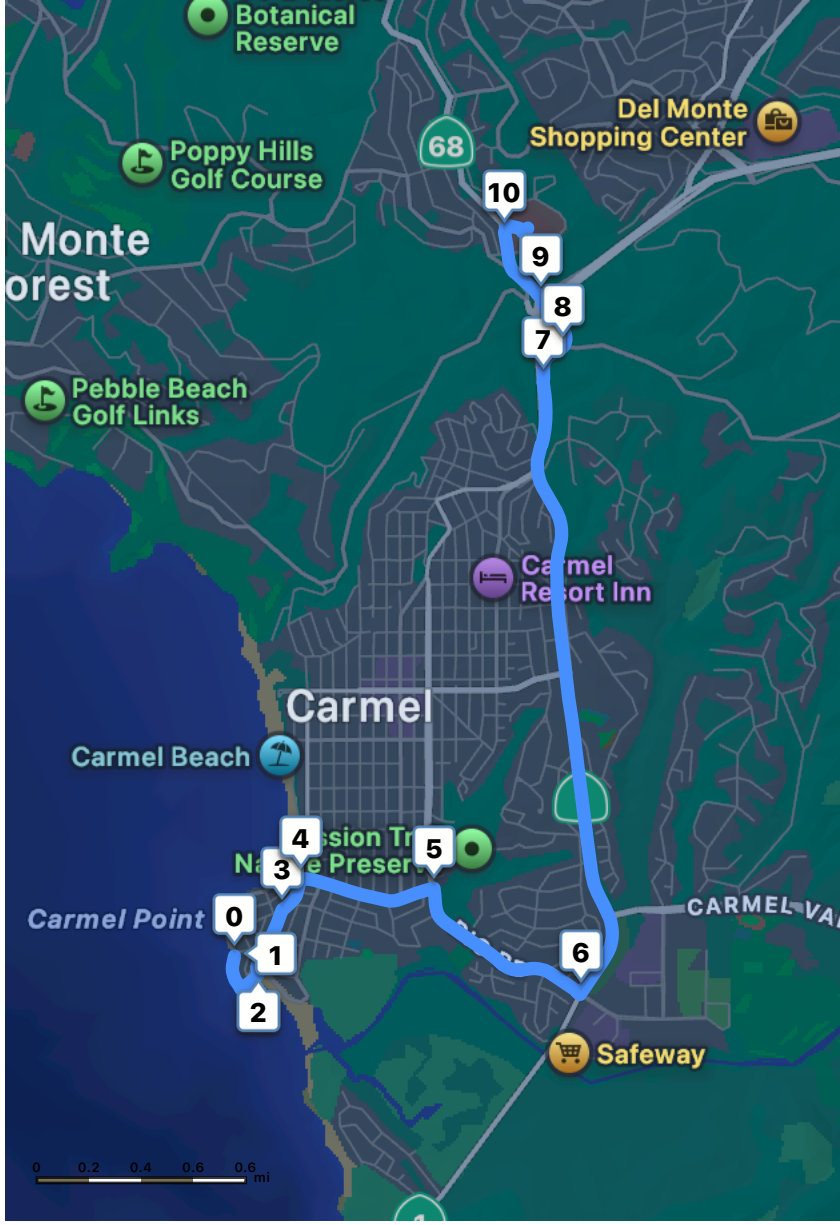 Botanical
Reserve
Del Monte
Shopping Center
68
Poppy Hills
Golf Course
10
Monte
orest
9
8
7
Pebble Beach
Golf Links
Carmel
Resort Inn
Carmel
Carmel Beach
4
ssion Tr
5
3
Na e Preser
0
Carmel Point
CARMEL VA
1
6
2
Safeway
0 0.2 0.4 0.6 0.6
mi
1